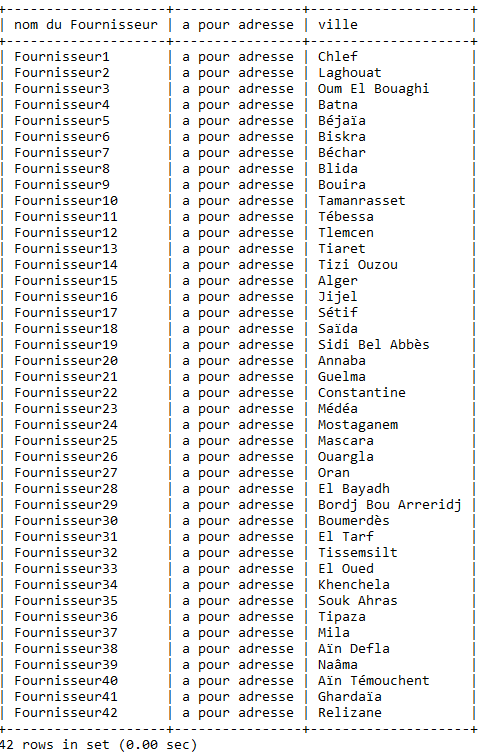 +--------------------+----------------+--------------------+
| nom du Fournisseur | a pour adresse | ville              |
+--------------------+----------------+--------------------+
| Fournisseur1       | a pour adresse | Chlef              |
| Fournisseur2       | a pour adresse | Laghouat           |
| Fournisseur3       | a pour adresse | Oum El Bouaghi     |
| Fournisseur4       | a pour adresse | Batna              |
| Fournisseur5       | a pour adresse | Béjaïa             |
| Fournisseur6       | a pour adresse | Biskra             |
| Fournisseur7       | a pour adresse | Béchar             |
| Fournisseur8       | a pour adresse | Blida              |
| Fournisseur9       | a pour adresse | Bouira             |
| Fournisseur10      | a pour adresse | Tamanrasset        |
| Fournisseur11      | a pour adresse | Tébessa            |
| Fournisseur12      | a pour adresse | Tlemcen            |
| Fournisseur13      | a pour adresse | Tiaret             |
| Fournisseur14      | a pour adresse | Tizi Ouzou         |
| Fournisseur15      | a pour adresse | Alger              |
| Fournisseur16      | a pour adresse | Jijel              |
| Fournisseur17      | a pour adresse | Sétif              |
| Fournisseur18      | a pour adresse | Saïda              |
| Fournisseur19      | a pour adresse | Sidi Bel Abbès     |
| Fournisseur20      | a pour adresse | Annaba             |
| Fournisseur21      | a pour adresse | Guelma             |
| Fournisseur22      | a pour adresse | Constantine        |
| Fournisseur23      | a pour adresse | Médéa              |
| Fournisseur24      | a pour adresse | Mostaganem         |
| Fournisseur25      | a pour adresse | Mascara            |
| Fournisseur26      | a pour adresse | Ouargla            |
| Fournisseur27      | a pour adresse | Oran               |
| Fournisseur28      | a pour adresse | El Bayadh          |
| Fournisseur29      | a pour adresse | Bordj Bou Arreridj |
| Fournisseur30      | a pour adresse | Boumerdès          |
| Fournisseur31      | a pour adresse | El Tarf            |
| Fournisseur32      | a pour adresse | Tissemsilt         |
| Fournisseur33      | a pour adresse | El Oued            |
| Fournisseur34      | a pour adresse | Khenchela          |
| Fournisseur35      | a pour adresse | Souk Ahras         |
| Fournisseur36      | a pour adresse | Tipaza             |
| Fournisseur37      | a pour adresse | Mila               |
| Fournisseur38      | a pour adresse | Aïn Defla          |
| Fournisseur39      | a pour adresse | Naâma              |
| Fournisseur40      | a pour adresse | Aïn Témouchent     |
| Fournisseur41      | a pour adresse | Ghardaïa           |
| Fournisseur42      | a pour adresse | Relizane           |
+--------------------+----------------+--------------------+
42 rows in set (0.00 sec)